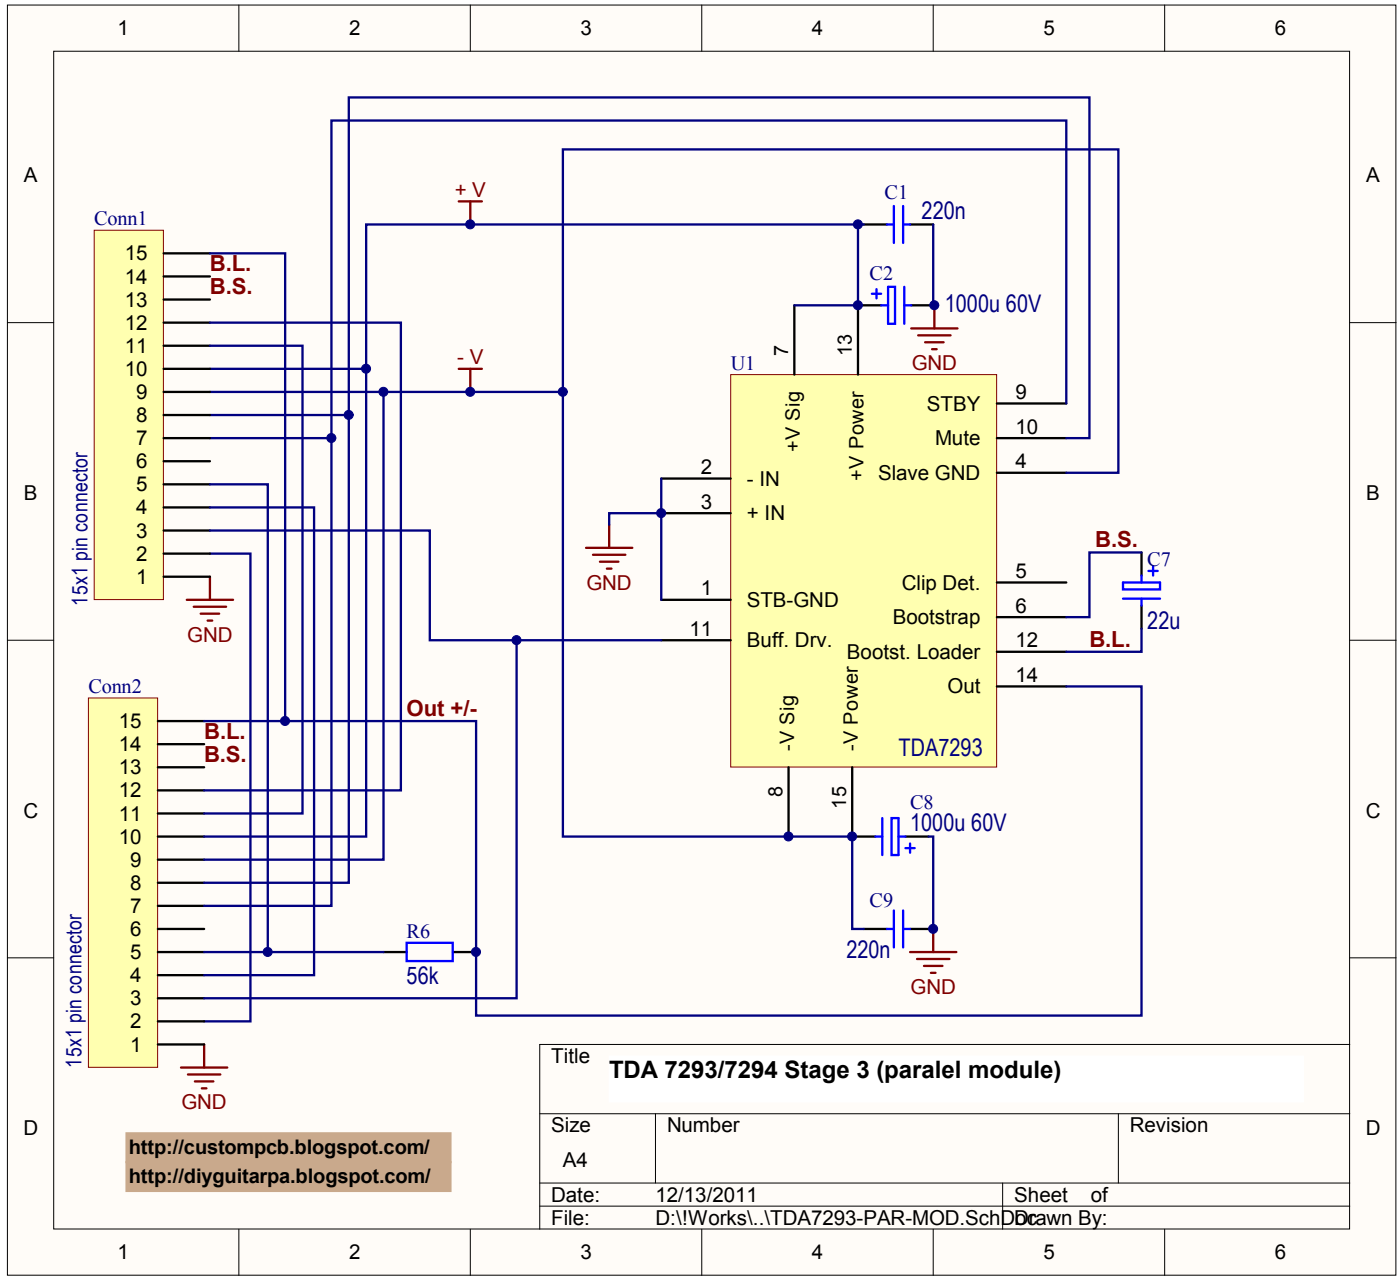 1 2 3 4 5 6
A A
B B
C C
D D
Conn1
15
14
13
12
11
10
9
8
7
6
5
4
3
2
1
B.L.
B.S.
15x1 pin connector
GND
Conn2
15
14
13
12
11
10
9
8
7
6
5
4
3
2
1
B.L.
B.S.
15x1 pin connector
GND
+ V
- V
Out +/-
R6
56k
C1
220n
C2
+
1000u 60V
GND
U1
7
13
+V Sig
+V Power
STBY 9
Mute 10
Slave GND 4
2 - IN
3 + IN
GND
1 STB-GND
11 Buff. Drv.
Clip Det. 5
Bootstrap 6
Bootst. Loader 12
Out 14
-V Sig
-V Power
TDA7293
8
15
B.S.
C7
+
22u
B.L.
C8
1000u 60V
+
C9
220n
GND
http://custompcb.blogspot.com/
http://diyguitarpa.blogspot.com/
Title TDA 7293/7294 Stage 3 (paralel module)
Size Number Revision
A4
Date: 12/13/2011 Sheet of
File: D:\!Works\..\TDA7293-PAR-MOD.SchDoc Drawn By:
1 2 3 4 5 6